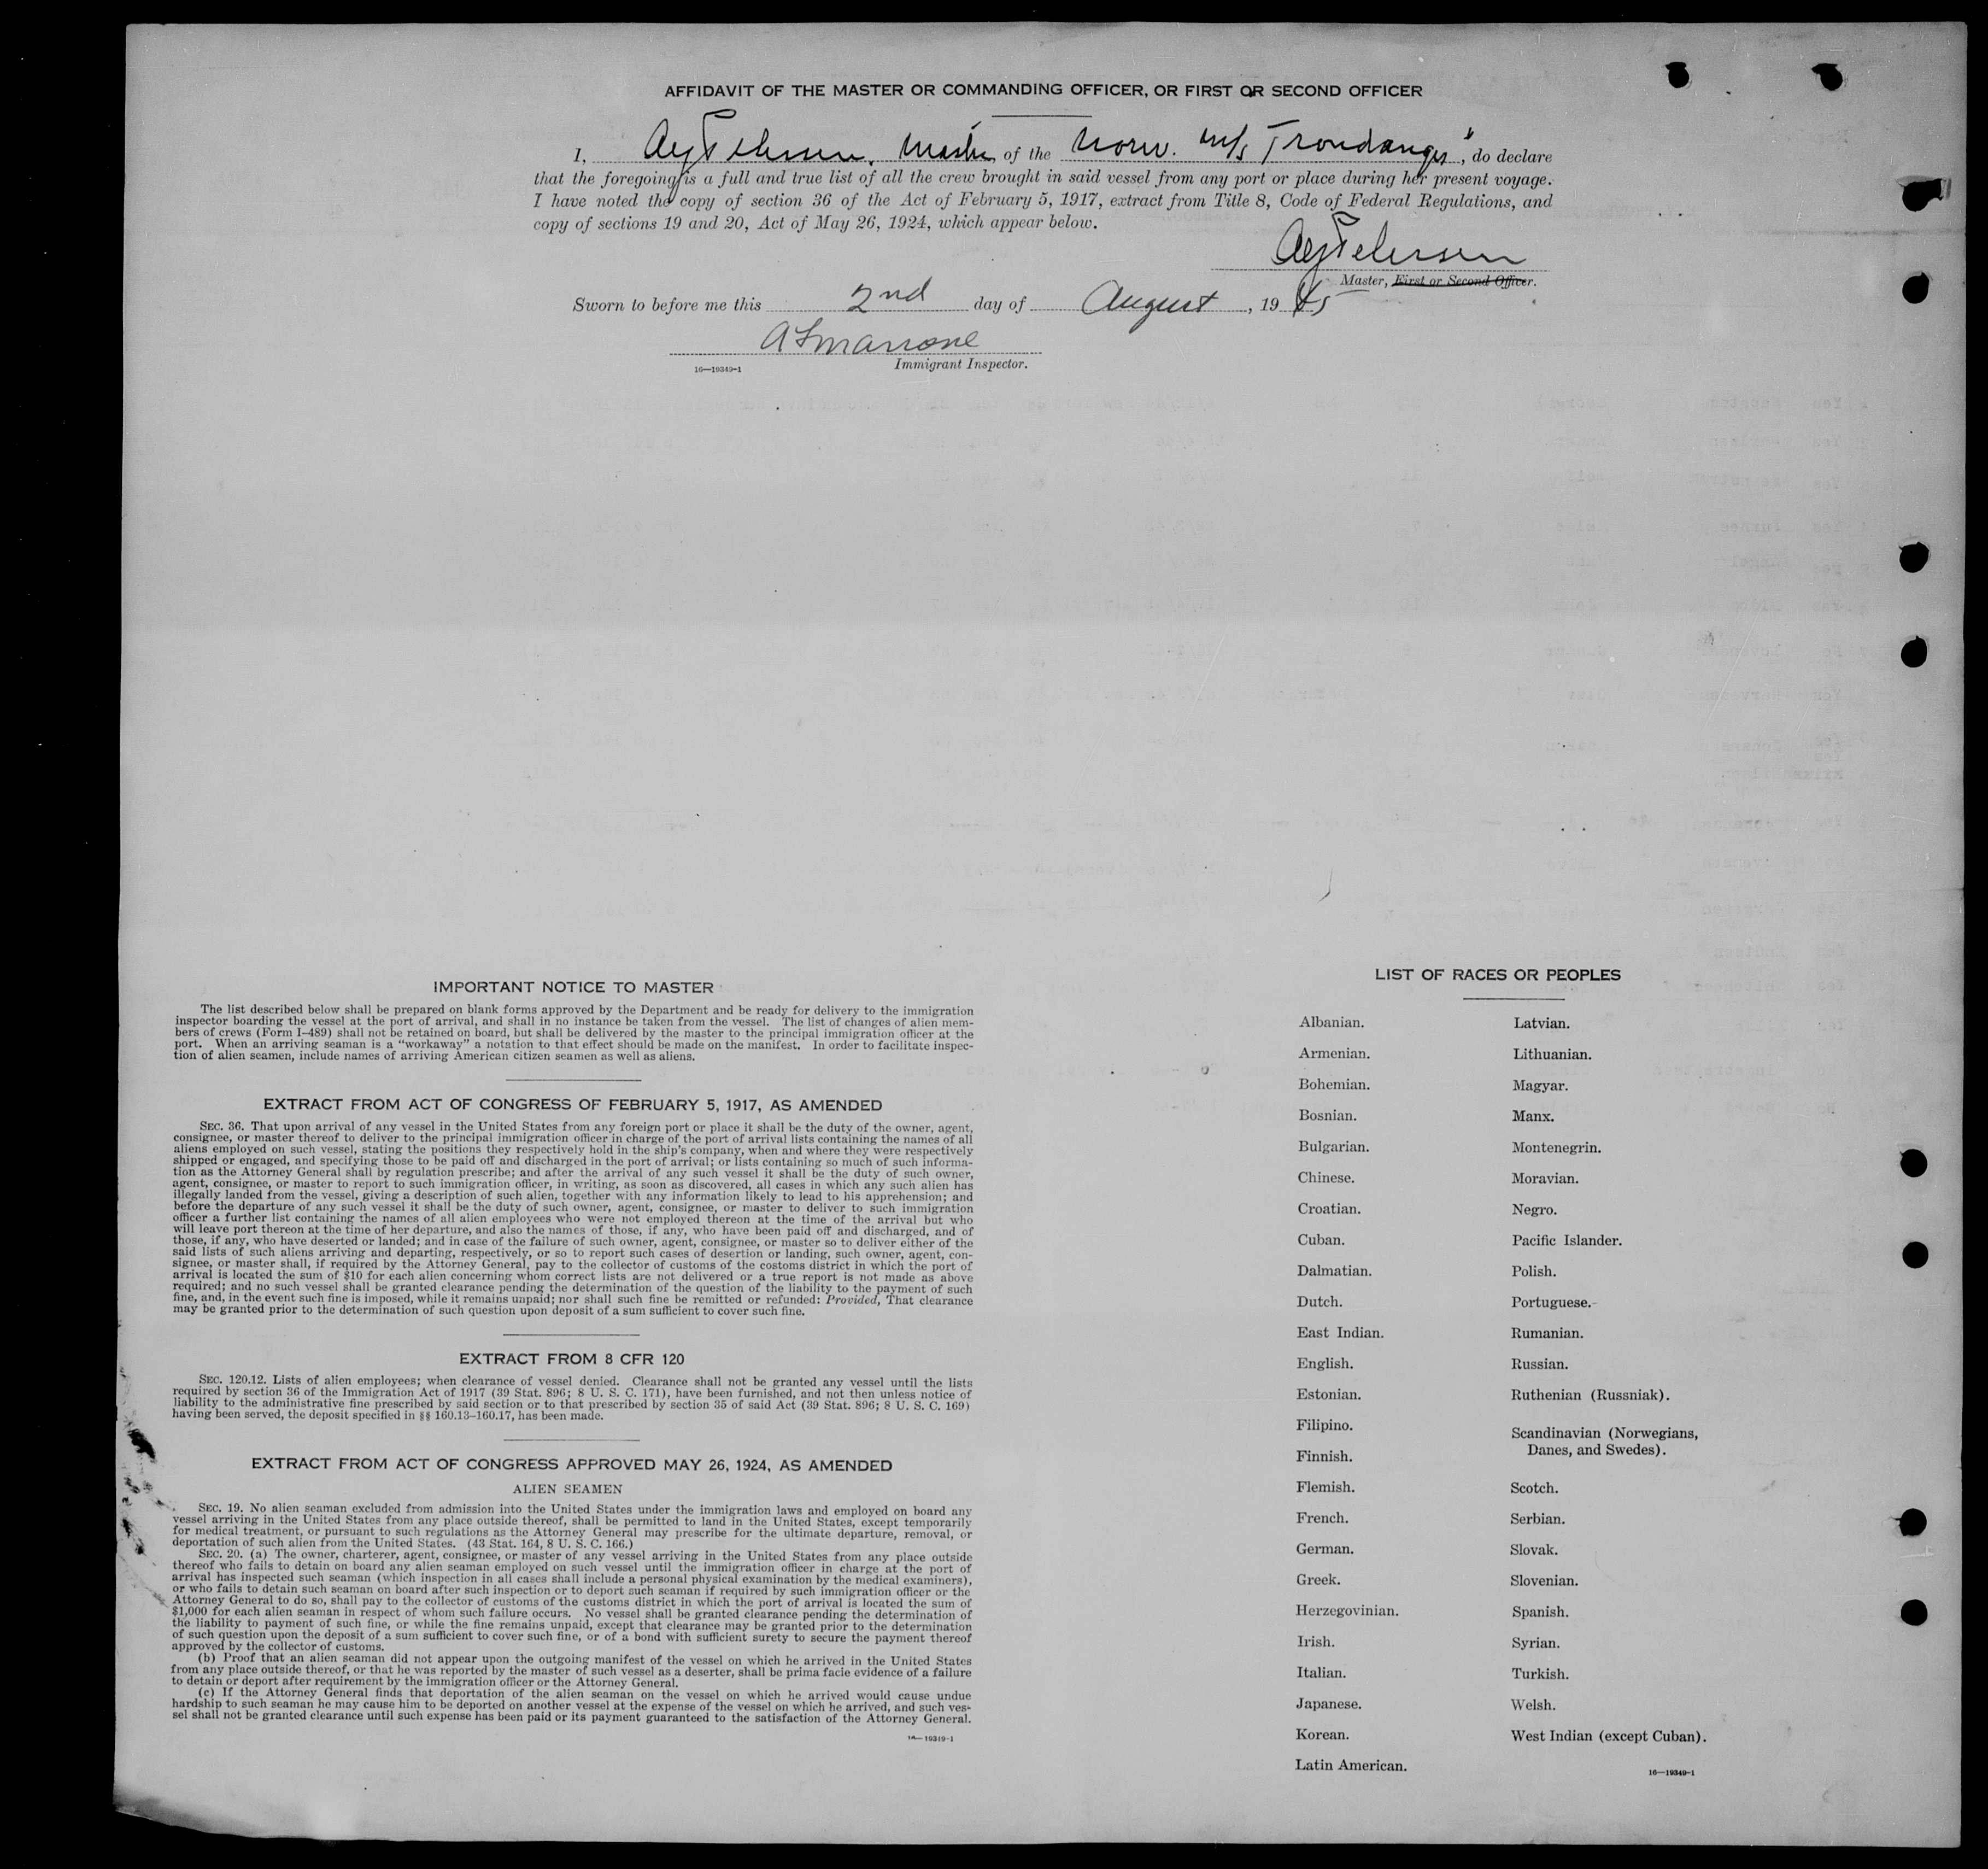 AFFIDAVIT OF THE MASTER OR COMMANDING OFFICER, OR FIRST OR SECOND OFFICER
I, Petersen, Master, of the Norw. m/s Trondanger", do declare
that the foregoing is a full and true list of all the crew brought in said vessel from any port or place during her present voyage.
I have noted the copy of section 36 of the Act of February 5, 1917, extract from Title 8, Code of Federal Regulations, and
copy of sections 19 and 20, Act of May 26, 1924, which appear below.
Petersen
Master, First or Second Officer.
Sworn to before me this 2nd day of August, 1945
Immigrant Inspector.
16—19349-1
IMPORTANT NOTICE TO MASTER
The list described below shall be prepared on blank forms approved by the Department and be ready for delivery to the immigration
inspector boarding the vessel at the port of arrival, and shall in no instance be taken from the vessel. The list of changes of alien mem-
bers of crews (Form I-489) shall not be retained on board, but shall be delivered by the master to the principal immigration officer at the
port. When an arriving seaman is a "workaway" a notation to that effect should be made on the manifest. In order to facilitate inspec-
tion of alien seamen, include names of arriving American citizen seamen as well as aliens.
EXTRACT FROM ACT OF CONGRESS OF FEBRUARY 5, 1917, AS AMENDED
SEC. 36. That upon arrival of any vessel in the United States from any foreign port or place it shall be the duty of the owner, agent,
consignee, or master thereof to deliver to the principal immigration officer in charge of the port of arrival lists containing the names of all
aliens employed on such vessel, stating the positions they respectively hold in the ship's company, when and where they were respectively
shipped or engaged, and specifying those to be paid off and discharged in the port of arrival; or lists containing so much of such informa-
tion as the Attorney General shall by regulation prescribe; and after the arrival of any such vessel it shall be the duty of such owner,
agent, consignee, or master to report to such immigration officer, in writing, as soon as discovered, all cases in which any such alien has
illegally landed from the vessel, giving a description of such alien, together with any information likely to lead to his apprehension; and
before the departure of any such vessel it shall be the duty of such owner, agent, consignee, or master to deliver to such immigration
officer a further list containing the names of all alien employees who were not employed thereon at the time of the arrival but who
will leave port thereon at the time of her departure, and also the names of those, if any, who have been paid off and discharged, and of
those, if any, who have deserted or landed; and in case of the failure of such owner, agent, consignee, or master so to deliver either of the
said lists of such aliens arriving and departing, respectively, or so to report such cases of desertion or landing, such owner, agent, con-
signee, or master shall, if required by the Attorney General, pay to the collector of customs of the costoms district in which the port of
arrival is located the sum of $10 for each alien concerning whom correct lists are not delivered or a true report is not made as above
required; and no such vessel shall be granted clearance pending the determination of the question of the liability to the payment of such
fine, and, in the event such fine is imposed, while it remains unpaid; nor shall such fine be remitted or refunded: Provided, That clearance
may be granted prior to the determination of such question upon deposit of a sum sufficient to cover such fine.
EXTRACT FROM 8 CFR 120
SEC. 120.12. Lists of alien employees; when clearance of vessel denied. Clearance shall not be granted any vessel until the lists
required by section 36 of the Immigration Act of 1917 (39 Stat. 896; 8 U. S. C. 171), have been furnished, and not then unless notice of
liability to the administrative fine prescribed by said section or to that prescribed by section 35 of said Act (39 Stat. 896; 8 U. S. C. 169)
having been served, the deposit specified in §§ 160.13–160.17, has been made.
EXTRACT FROM ACT OF CONGRESS APPROVED MAY 26, 1924, AS AMENDED
ALIEN SEAMEN
SEC. 19. No alien seaman excluded from admission into the United States under the immigration laws and employed on board any
vessel arriving in the United States from any place outside thereof, shall be permitted to land in the United States, except temporarily
for medical treatment, or pursuant to such regulations as the Attorney General may prescribe for the ultimate departure, removal, or
deportation of such alien from the United States. (43 Stat. 164, 8 U. S. C. 166.)
SEC. 20. (a) The owner, charterer, agent, consignee, or master of any vessel arriving in the United States from any place outside
thereof who fails to detain on board any alien seaman employed on such vessel until the immigration officer in charge at the port of
arrival has inspected such seaman (which inspection in all cases shall include a personal physical examination by the medical examiners),
or who fails to detain such seaman on board after such inspection or to deport such seaman if required by such immigration officer or the
Attorney General to do so, shall pay to the collector of customs of the customs district in which the port of arrival is located the sum of
$1,000 for each alien seaman in respect of whom such failure occurs. No vessel shall be granted clearance pending the determination of
the liability to payment of such fine, or while the fine remains unpaid, except that clearance may be granted prior to the determination
of such question upon the deposit of a sum sufficient to cover such fine, or of a bond with sufficient surety to secure the payment thereof
approved by the collector of customs.
(b) Proof that an alien seaman did not appear upon the outgoing manifest of the vessel on which he arrived in the United States
from any place outside thereof, or that he was reported by the master of such vessel as a deserter, shall be prima facie evidence of a failure
to detain or deport after requirement by the immigration officer or the Attorney General.
(c) If the Attorney General finds that deportation of the alien seaman on the vessel on which he arrived would cause undue
hardship to such seaman he may cause him to be deported on another vessel at the expense of the vessel on which he arrived, and such ves-
sel shall not be granted clearance until such expense has been paid or its payment guaranteed to the satisfaction of the Attorney General.
16—19349-1
LIST OF RACES OR PEOPLES
Albanian.
Armenian.
Bohemian.
Bosnian.
Bulgarian.
Chinese.
Croatian.
Cuban.
Dalmatian.
Dutch.
East Indian.
English.
Estonian.
Filipino.
Finnish.
Flemish.
French.
German.
Greek.
Herzegovinian.
Irish.
Italian.
Japanese.
Korean.
Latin American.
Latvian.
Lithuanian.
Magyar.
Manx.
Montenegrin.
Moravian.
Negro.
Pacific Islander.
Polish.
Portuguese.
Rumanian.
Russian.
Ruthenian (Russniak).
Scandinavian (Norwegians,
Danes, and Swedes).
Scotch.
Serbian.
Slovak.
Slovenian.
Spanish.
Syrian.
Turkish.
Welsh.
West Indian (except Cuban).
16—19349-1